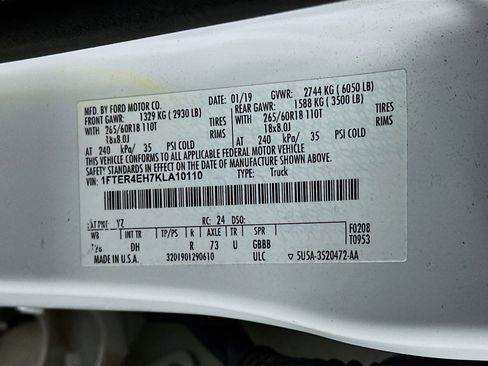 MFD. BY FORD MOTOR CO. DATE: 01/19 GVWR: 2744 KG ( 6050 LB)
FRONT GAWR: 1329 KG ( 2930 LB) REAR GAWR: 1588 KG ( 3500 LB)
WITH 265/60R18 110T TIRES WITH 265/60R18 110T TIRES
18x8.0J RIMS 18x8.0J RIMS
AT 240 kPa/ 35 PSI COLD AT 240 kPa/ 35 PSI COLD
THIS VEHICLE CONFORMS TO ALL APPLICABLE FEDERAL MOTOR VEHICLE
SAFETY STANDARDS IN EFFECT ON THE DATE OF MANUFACTURE SHOWN ABOVE.
VIN: 1FTER4EH7KLA10110 TYPE: Truck
EXT PNT: YZ RC: 24 DSO:
WB INT TR TP/PS R AXLE TR SPR F0208
126 DH R 73 U GBBB T0953
MADE IN U.S.A. 3201901290610 ULC 5U5A-3520472-AA